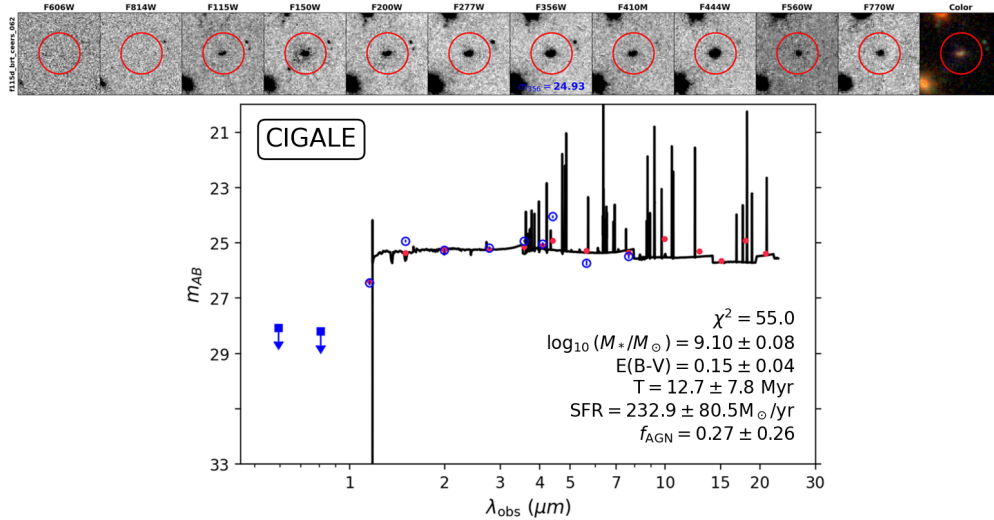 F606W F814W F115W F150W F200W F277W F356W F410M F444W F560W F770W Color
f115d_brt_ceers_062
= 24.93
CIGALE
21
23
25
27
29
33
m_AB
χ² = 55.0
log₁₀ (M_*/M_⊙) = 9.10 ± 0.08
E(B-V) = 0.15 ± 0.04
T = 12.7 ± 7.8 Myr
SFR = 232.9 ± 80.5M_⊙/yr
f_AGN = 0.27 ± 0.26
1 2 3 4 5 7 10 15 20 30
λ_obs (μm)